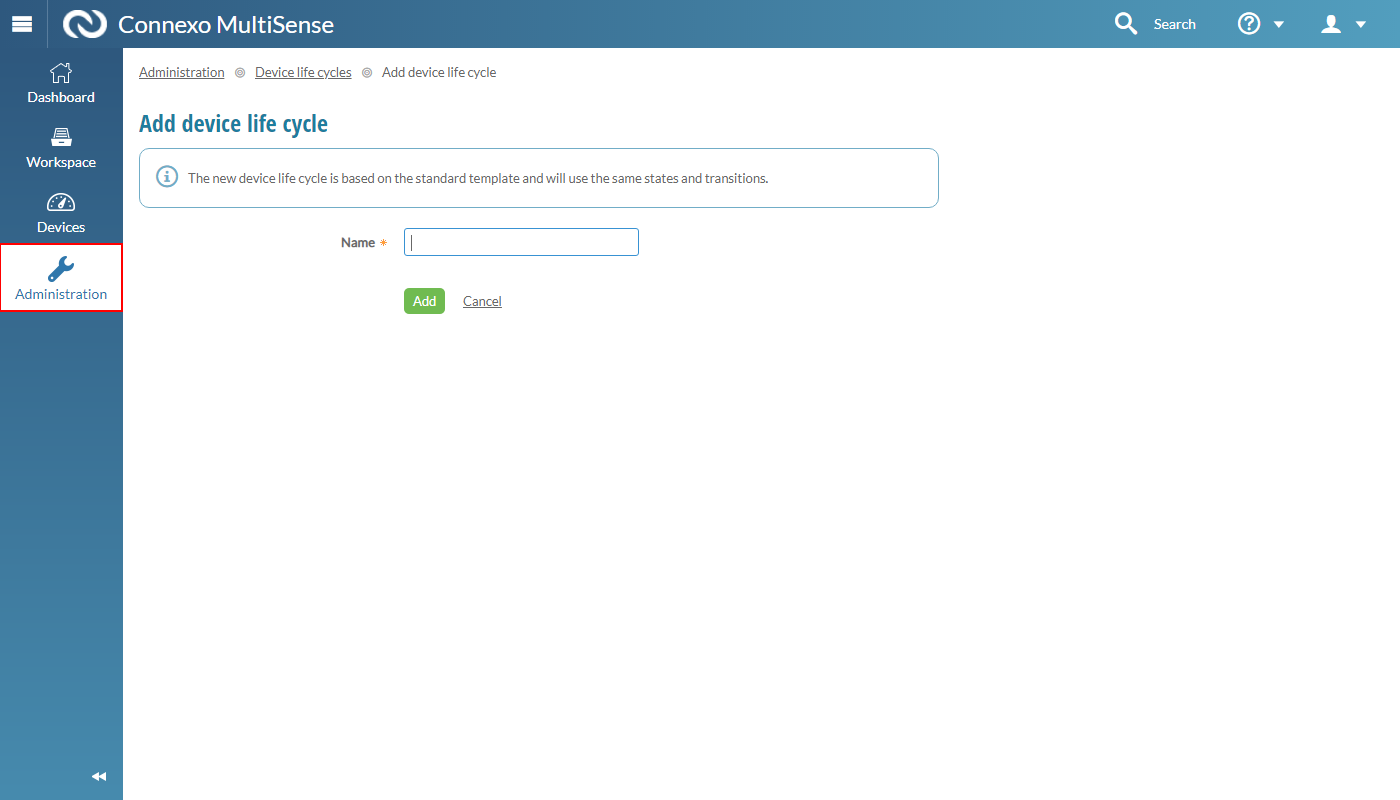 Connexo MultiSense
Search
Dashboard
Workspace
Devices
Administration
Administration Device life cycles Add device life cycle
Add device life cycle
The new device life cycle is based on the standard template and will use the same states and transitions.
Name *
Add Cancel